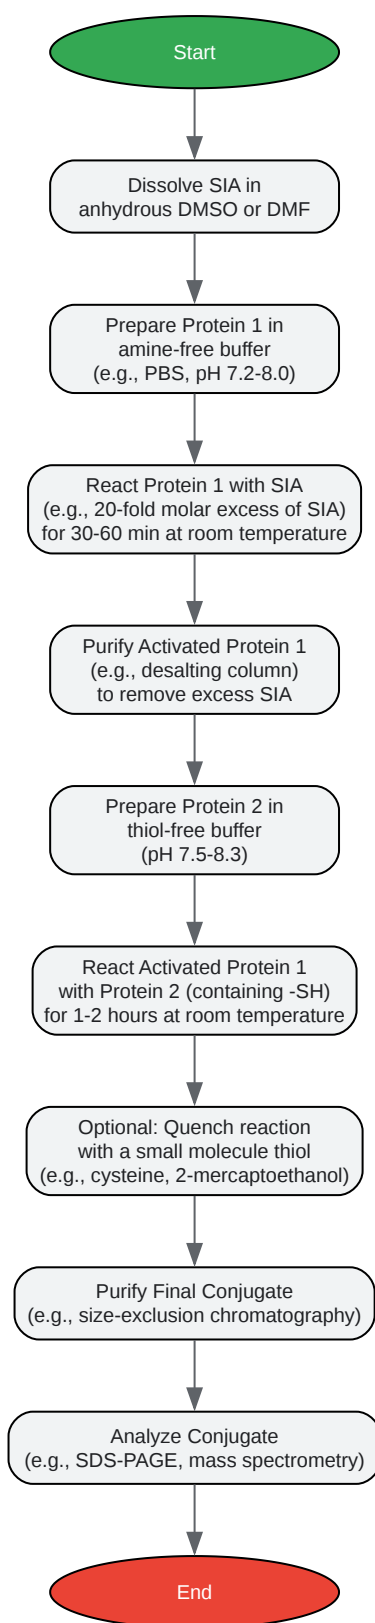 Start
Dissolve SIA in
anhydrous DMSO or DMF
Prepare Protein 1 in
amine-free buffer
(e.g., PBS, pH 7.2-8.0)
React Protein 1 with SIA
(e.g., 20-fold molar excess of SIA)
for 30-60 min at room temperature
Purify Activated Protein 1
(e.g., desalting column)
to remove excess SIA
Prepare Protein 2 in
thiol-free buffer
(pH 7.5-8.3)
React Activated Protein 1
with Protein 2 (containing -SH)
for 1-2 hours at room temperature
Optional: Quench reaction
with a small molecule thiol
(e.g., cysteine, 2-mercaptoethanol)
Purify Final Conjugate
(e.g., size-exclusion chromatography)
Analyze Conjugate
(e.g., SDS-PAGE, mass spectrometry)
End